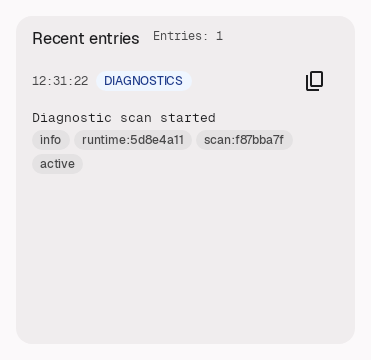 Recent entries Entries: 1
12:31:22 DIAGNOSTICS
Diagnostic scan started
info runtime:5d8e4a11 scan:f87bba7f
active